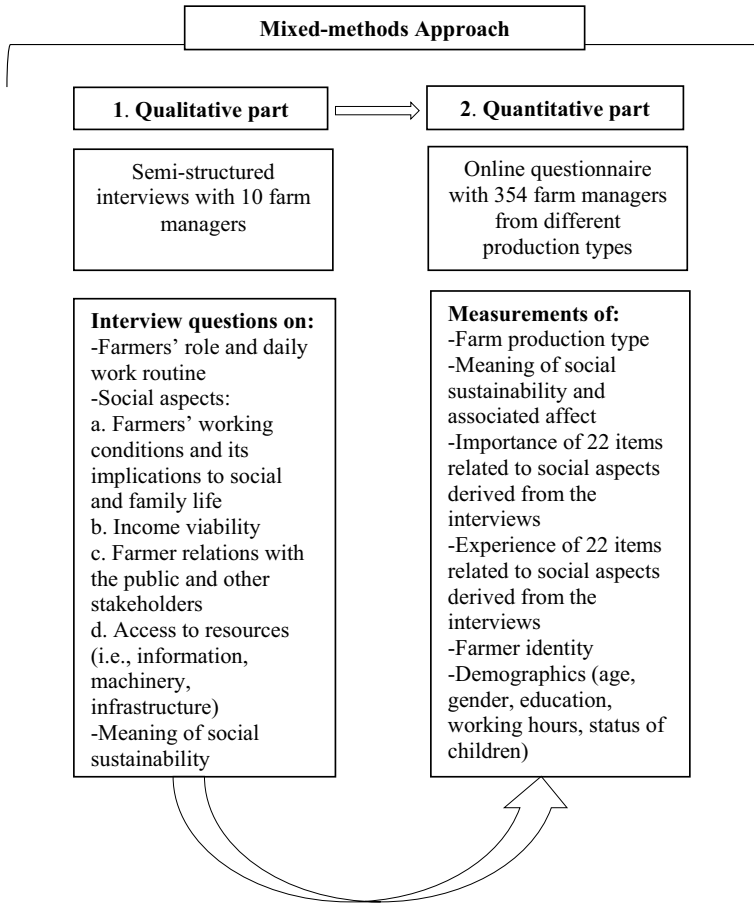 Mixed-methods Approach
1. Qualitative part
2. Quantitative part
Semi-structured
interviews with 10 farm
managers
Online questionnaire
with 354 farm managers
from different
production types
Interview questions on:
-Farmers' role and daily
work routine
-Social aspects:
a. Farmers' working
conditions and its
implications to social
and family life
b. Income viability
c. Farmer relations with
the public and other
stakeholders
d. Access to resources
(i.e., information,
machinery,
infrastructure)
-Meaning of social
sustainability
Measurements of:
-Farm production type
-Meaning of social
sustainability and
associated affect
-Importance of 22 items
related to social aspects
derived from the
interviews
-Experience of 22 items
related to social aspects
derived from the
interviews
-Farmer identity
-Demographics (age,
gender, education,
working hours, status of
children)